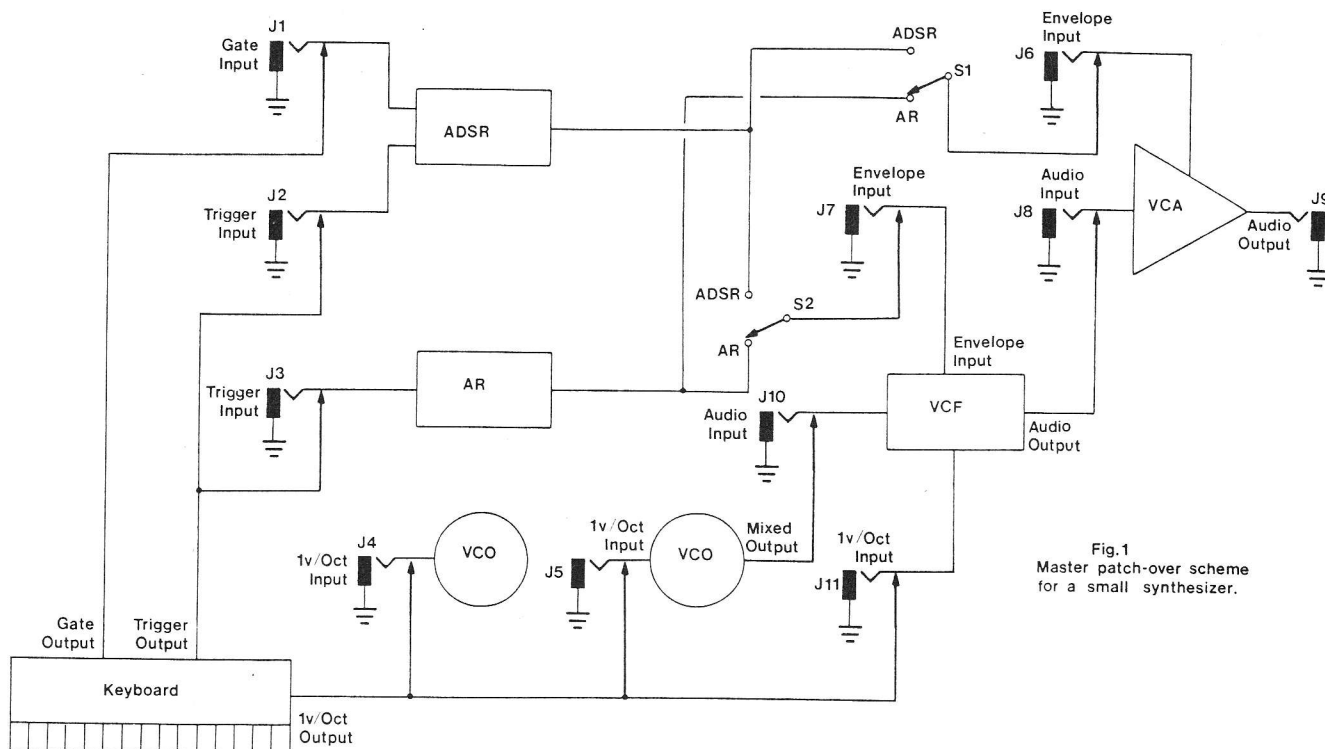 J1
Gate
Input
ADSR
J2
Trigger
Input
J3
Trigger
Input
AR
ADSR
S1
AR
Envelope
Input
J6
Envelope
Input
J7
Audio
Input
J8
VCA
J9
Audio
Output
ADSR
S2
AR
Envelope
Input
J10
Audio
Input
VCF
Audio
Output
J4
1v/Oct
Input
VCO
1v/Oct
Input
J5
VCO
Mixed
Output
1v/Oct
Input
J11
Fig.1
Master patch-over scheme
for a small synthesizer.
Gate
Output
Trigger
Output
Keyboard
1v/Oct
Output